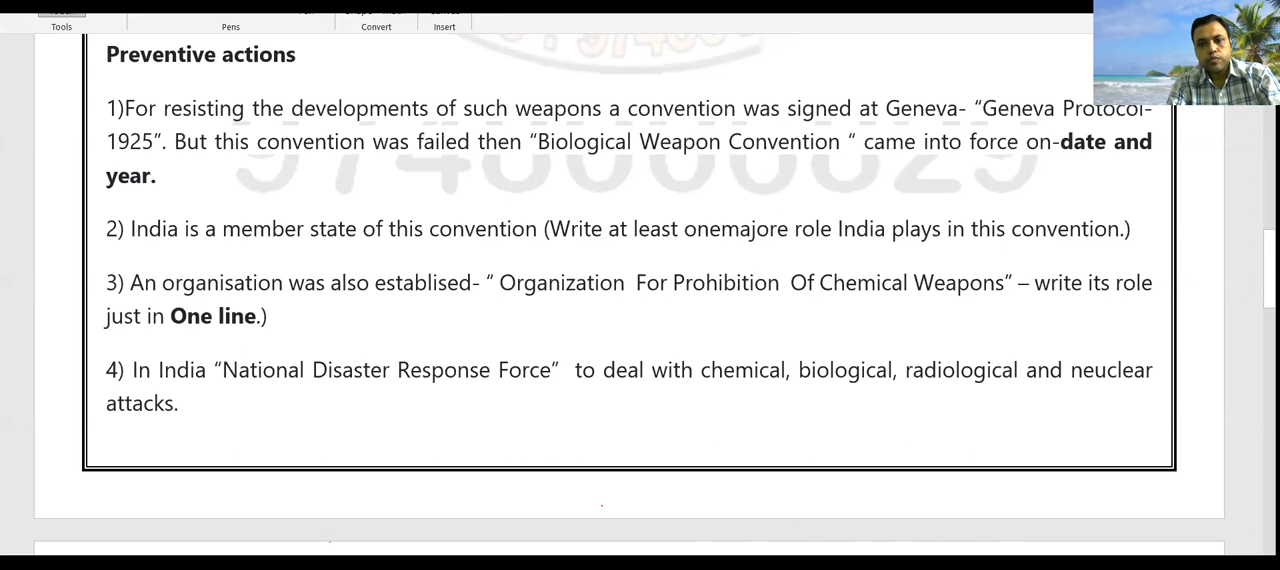 Tools Pens Convert Insert
Preventive actions
1)For resisting the developments of such weapons a convention was signed at Geneva- “Geneva Protocol-
1925”. But this convention was failed then “Biological Weapon Convention “ came into force on-date and
year.
2) India is a member state of this convention (Write at least onemajore role India plays in this convention.)
3) An organisation was also establised- “ Organization For Prohibition Of Chemical Weapons” – write its role
just in One line.)
4) In India “National Disaster Response Force” to deal with chemical, biological, radiological and neuclear
attacks.